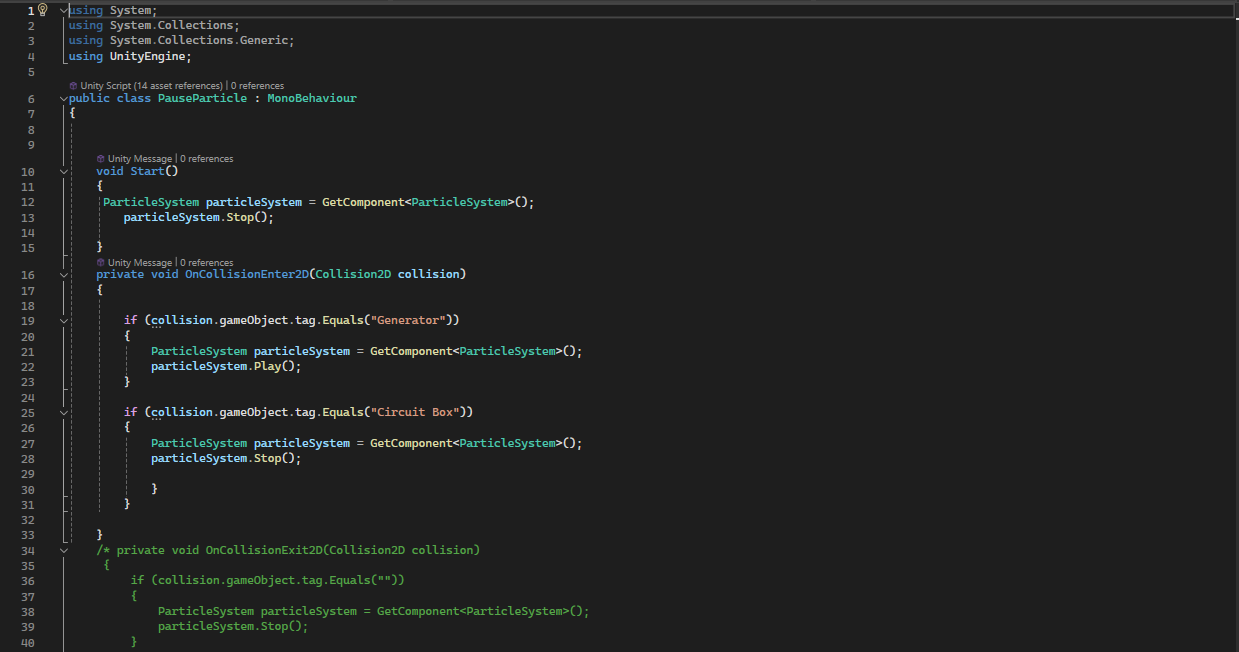 1 using System;
2 using System.Collections;
3 using System.Collections.Generic;
4 using UnityEngine;
5
Unity Script (14 asset references) | 0 references
6 public class PauseParticle : MonoBehaviour
7 {
8
9
Unity Message | 0 references
10 void Start()
11 {
12 ParticleSystem particleSystem = GetComponent<ParticleSystem>();
13 particleSystem.Stop();
14
15 }
Unity Message | 0 references
16 private void OnCollisionEnter2D(Collision2D collision)
17 {
18
19 if (collision.gameObject.tag.Equals("Generator"))
20 {
21 ParticleSystem particleSystem = GetComponent<ParticleSystem>();
22 particleSystem.Play();
23 }
24
25 if (collision.gameObject.tag.Equals("Circuit Box"))
26 {
27 ParticleSystem particleSystem = GetComponent<ParticleSystem>();
28 particleSystem.Stop();
29
30 }
31 }
32
33 }
34 /* private void OnCollisionExit2D(Collision2D collision)
35 {
36 if (collision.gameObject.tag.Equals(""))
37 {
38 ParticleSystem particleSystem = GetComponent<ParticleSystem>();
39 particleSystem.Stop();
40 }